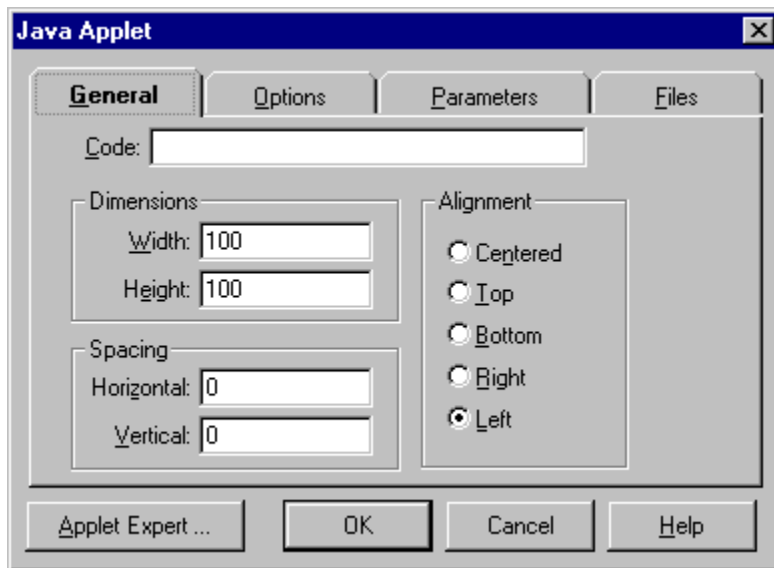 Java Applet
General Options Parameters Files
Code:
Dimensions
Width: 100
Height: 100
Spacing
Horizontal: 0
Vertical: 0
Alignment
Centered
Top
Bottom
Right
Left
Applet Expert ... OK Cancel Help